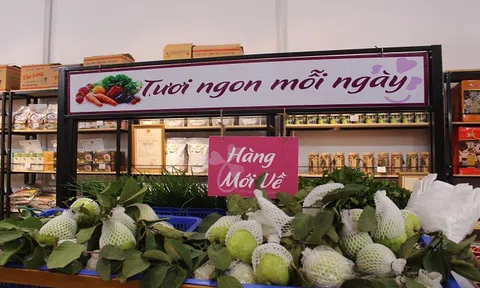 Tươi ngon mỗi ngày
Hàng
Mới Về